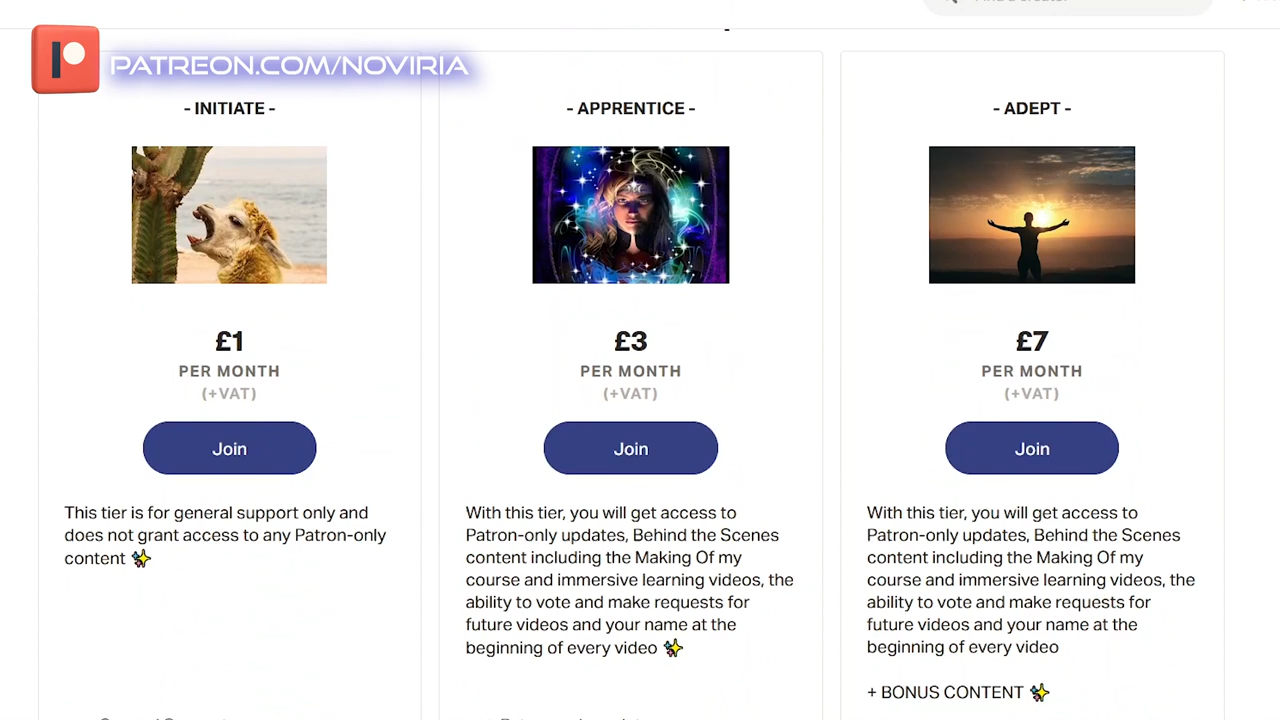 PATREON.COM/NOVIRIA
- INITIATE -
£1
PER MONTH
(+VAT)
Join
This tier is for general support only and
does not grant access to any Patron-only
content ✨
- APPRENTICE -
£3
PER MONTH
(+VAT)
Join
With this tier, you will get access to
Patron-only updates, Behind the Scenes
content including the Making Of my
course and immersive learning videos, the
ability to vote and make requests for
future videos and your name at the
beginning of every video ✨
- ADEPT -
£7
PER MONTH
(+VAT)
Join
With this tier, you will get access to
Patron-only updates, Behind the Scenes
content including the Making Of my
course and immersive learning videos, the
ability to vote and make requests for
future videos and your name at the
beginning of every video
+ BONUS CONTENT ✨